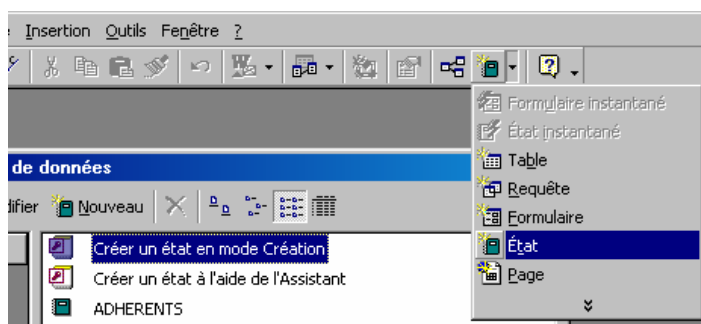 Insertion Outils Fenêtre ?
Formulaire instantané
État instantané
Table
Requête
Formulaire
État
Page
de données
difier Nouveau
Créer un état en mode Création
Créer un état à l'aide de l'Assistant
ADHERENTS